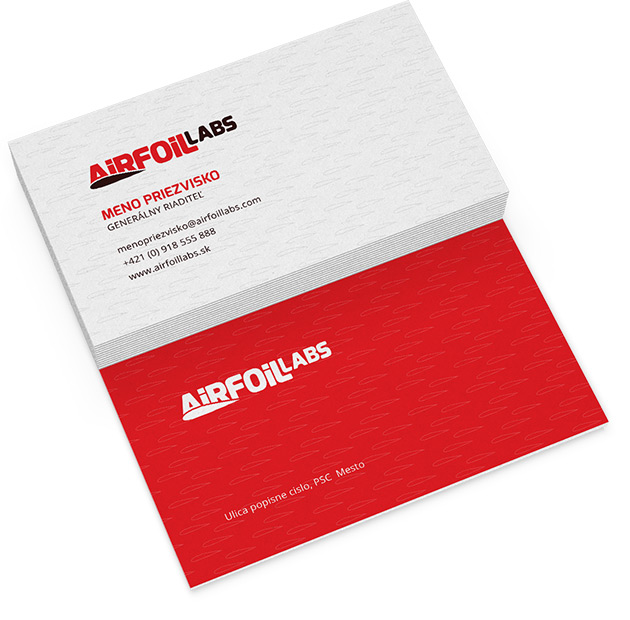 AiRFOiLLABS
MENO PRIEZVISKO
GENERÁLNY RIADITEĽ
menopriezvisko@airfoillabs.com
+421 (0) 918 555 888
www.airfoillabs.sk
AiRFOiLLABS
Ulica popisne cislo, PSC Mesto